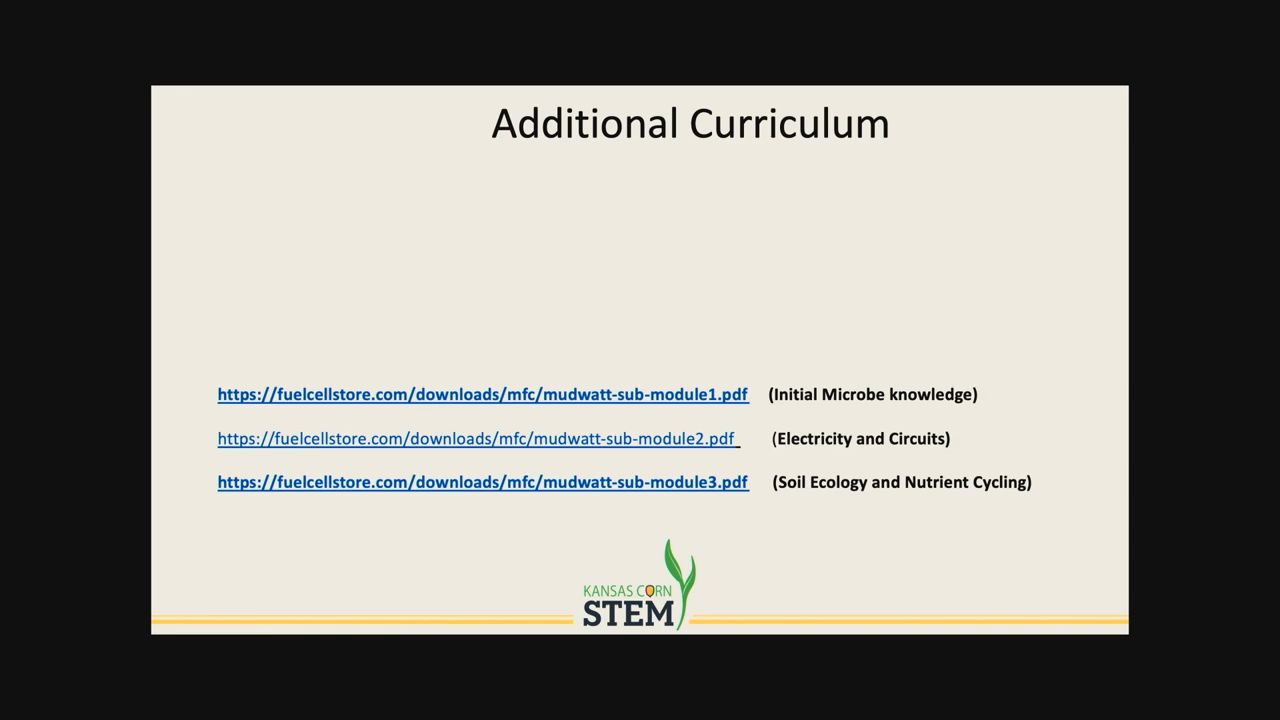 Additional Curriculum
https://fuelcellstore.com/downloads/mfc/mudwatt-sub-module1.pdf (Initial Microbe knowledge)
https://fuelcellstore.com/downloads/mfc/mudwatt-sub-module2.pdf (Electricity and Circuits)
https://fuelcellstore.com/downloads/mfc/mudwatt-sub-module3.pdf (Soil Ecology and Nutrient Cycling)
KANSAS CORN
STEM